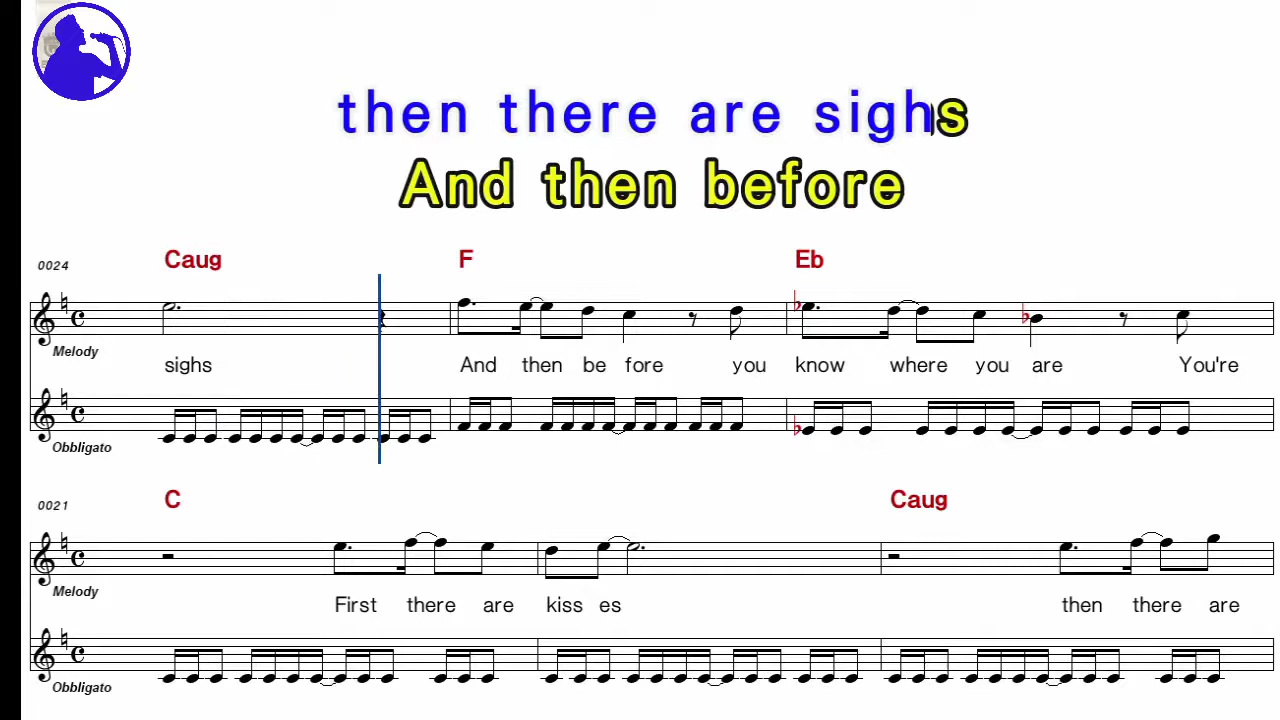 then there are sighs
And then before
0024 Caug F Eb
Melody
sighs And then be fore you know where you are You're
Obbligato
0021 C Caug
Melody
First there are kiss es then there are
Obbligato